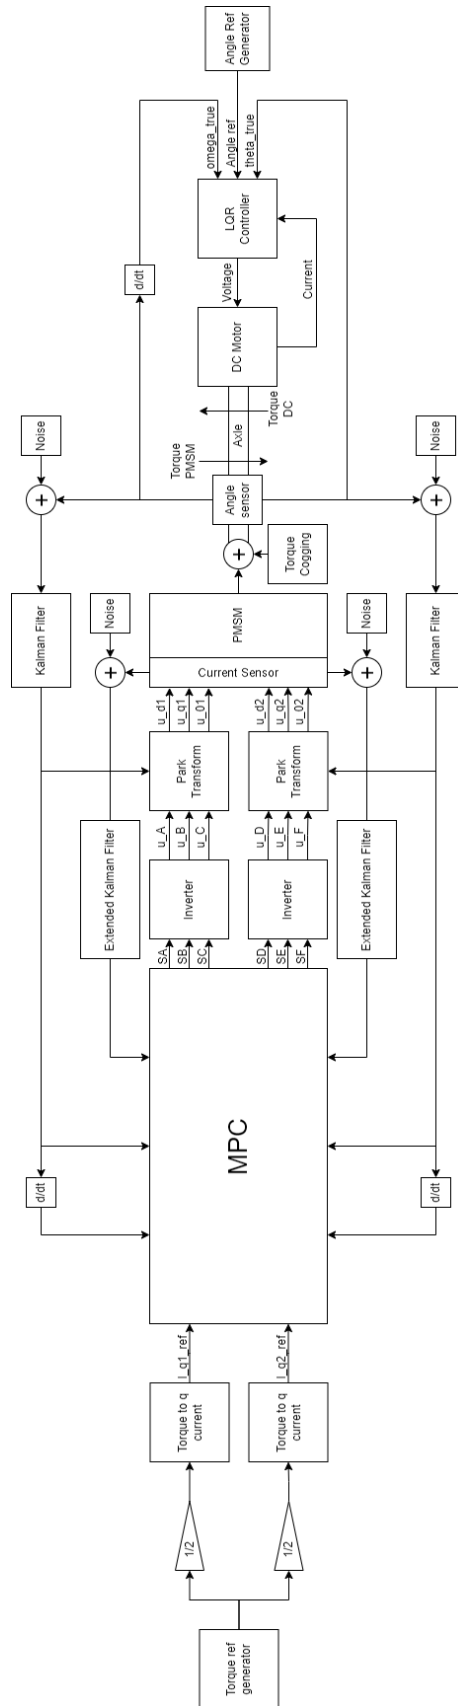 Torque ref
generator
1/2
1/2
Torque to q
current
Torque to q
current
I_q1_ref
I_q2_ref
MPC
d/dt
d/dt
SA
SB
SC
SD
SE
SF
Inverter
Inverter
u_A
u_B
u_C
u_D
u_E
u_F
Extended Kalman Filter
Extended Kalman Filter
Park
Transform
Park
Transform
u_d1
u_q1
u_01
u_d2
u_q2
u_02
Kalman Filter
Kalman Filter
Current Sensor
PMSM
Noise
Noise
+
+
+
Torque
Cogging
Angle
sensor
+
+
Noise
Noise
Torque
PMSM
Axle
Torque
DC
DC Motor
d/dt
Voltage
Current
LQR
Controller
omega_true
Angle ref
theta_true
Angle Ref
Generator